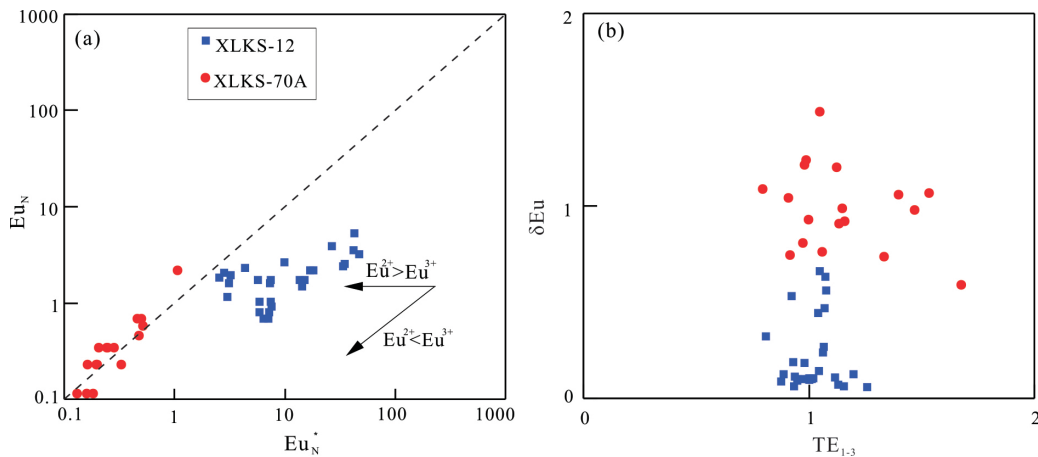 (a)
XLKS-12
XLKS-70A
1000
100
10
1
0.1
Eu_N
Eu²⁺>Eu³⁺
Eu²⁺<Eu³⁺
0.1
1
10
100
1000
Eu*_N
(b)
2
1
0
δEu
0
1
2
TE₁₋₃